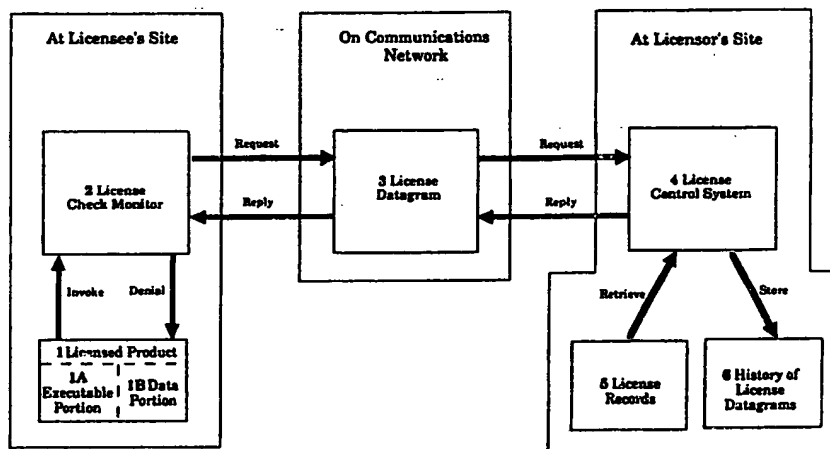 At Licensee's Site
On Communications
Network
At Licensor's Site
Request
Request
2 License
Check Monitor
3 License
Datagram
4 License
Control System
Reply
Reply
Invoke
Denial
Retrieve
Store
1 Licensed Product
1A
Executable
Portion
1B Data
Portion
5 License
Records
6 History of
License
Datagrams